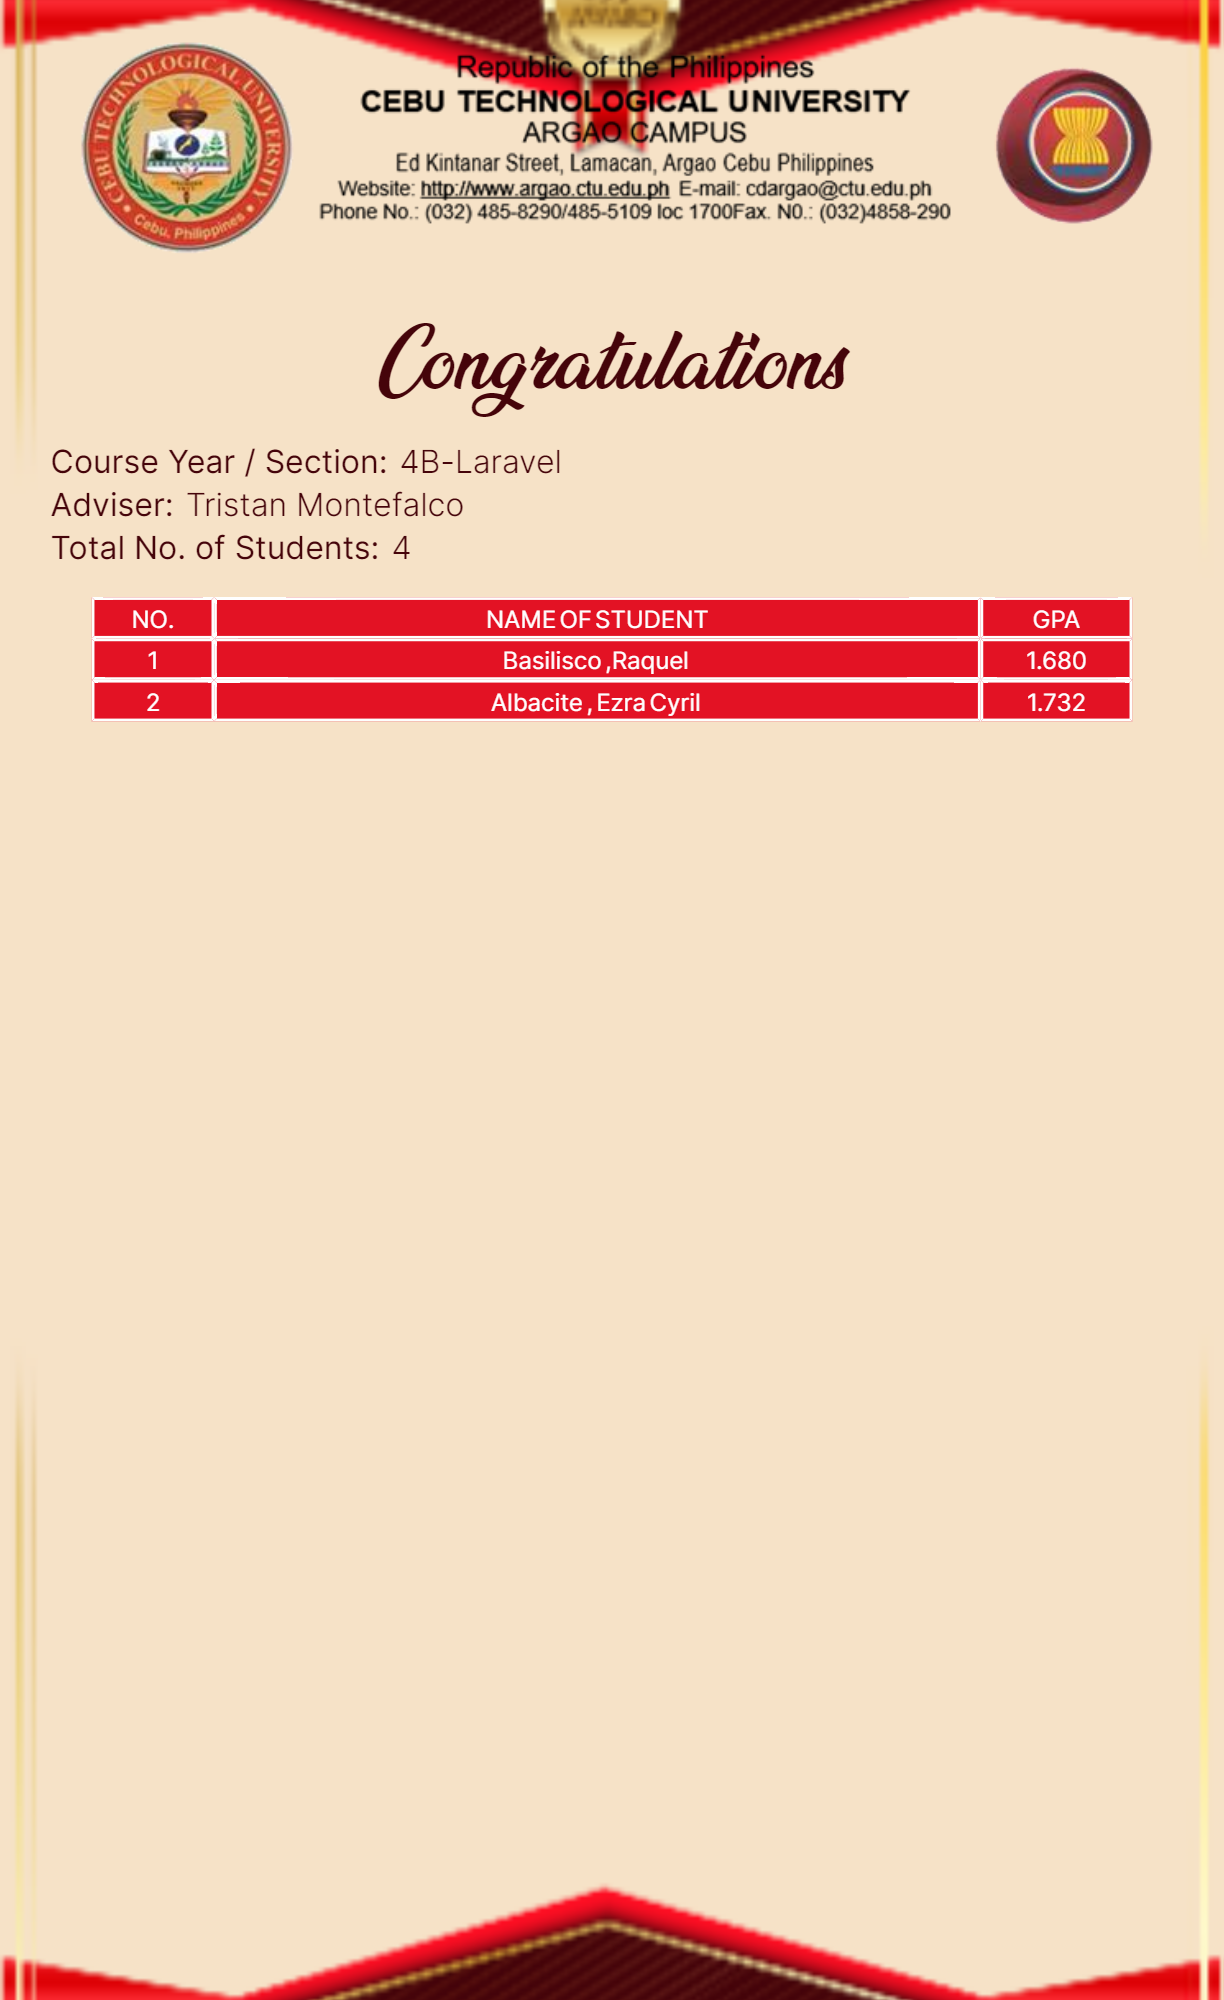 AWARD
Republic of the Philippines
CEBU TECHNOLOGICAL UNIVERSITY
ARGAO CAMPUS
Ed Kintanar Street, Lamacan, Argao Cebu Philippines
Website: http://www.argao.ctu.edu.ph E-mail: cdargao@ctu.edu.ph
Phone No.: (032) 485-8290/485-5109 loc 1700Fax. N0.: (032)4858-290
CEBU TECHNOLOGICAL UNIVERSITY
• Cebu, Philippines •
Congratulations
Course Year / Section: 4B-Laravel
Adviser: Tristan Montefalco
Total No. of Students: 4
NO. NAME OF STUDENT GPA
1 Basilisco ,Raquel 1.680
2 Albacite , Ezra Cyril 1.732